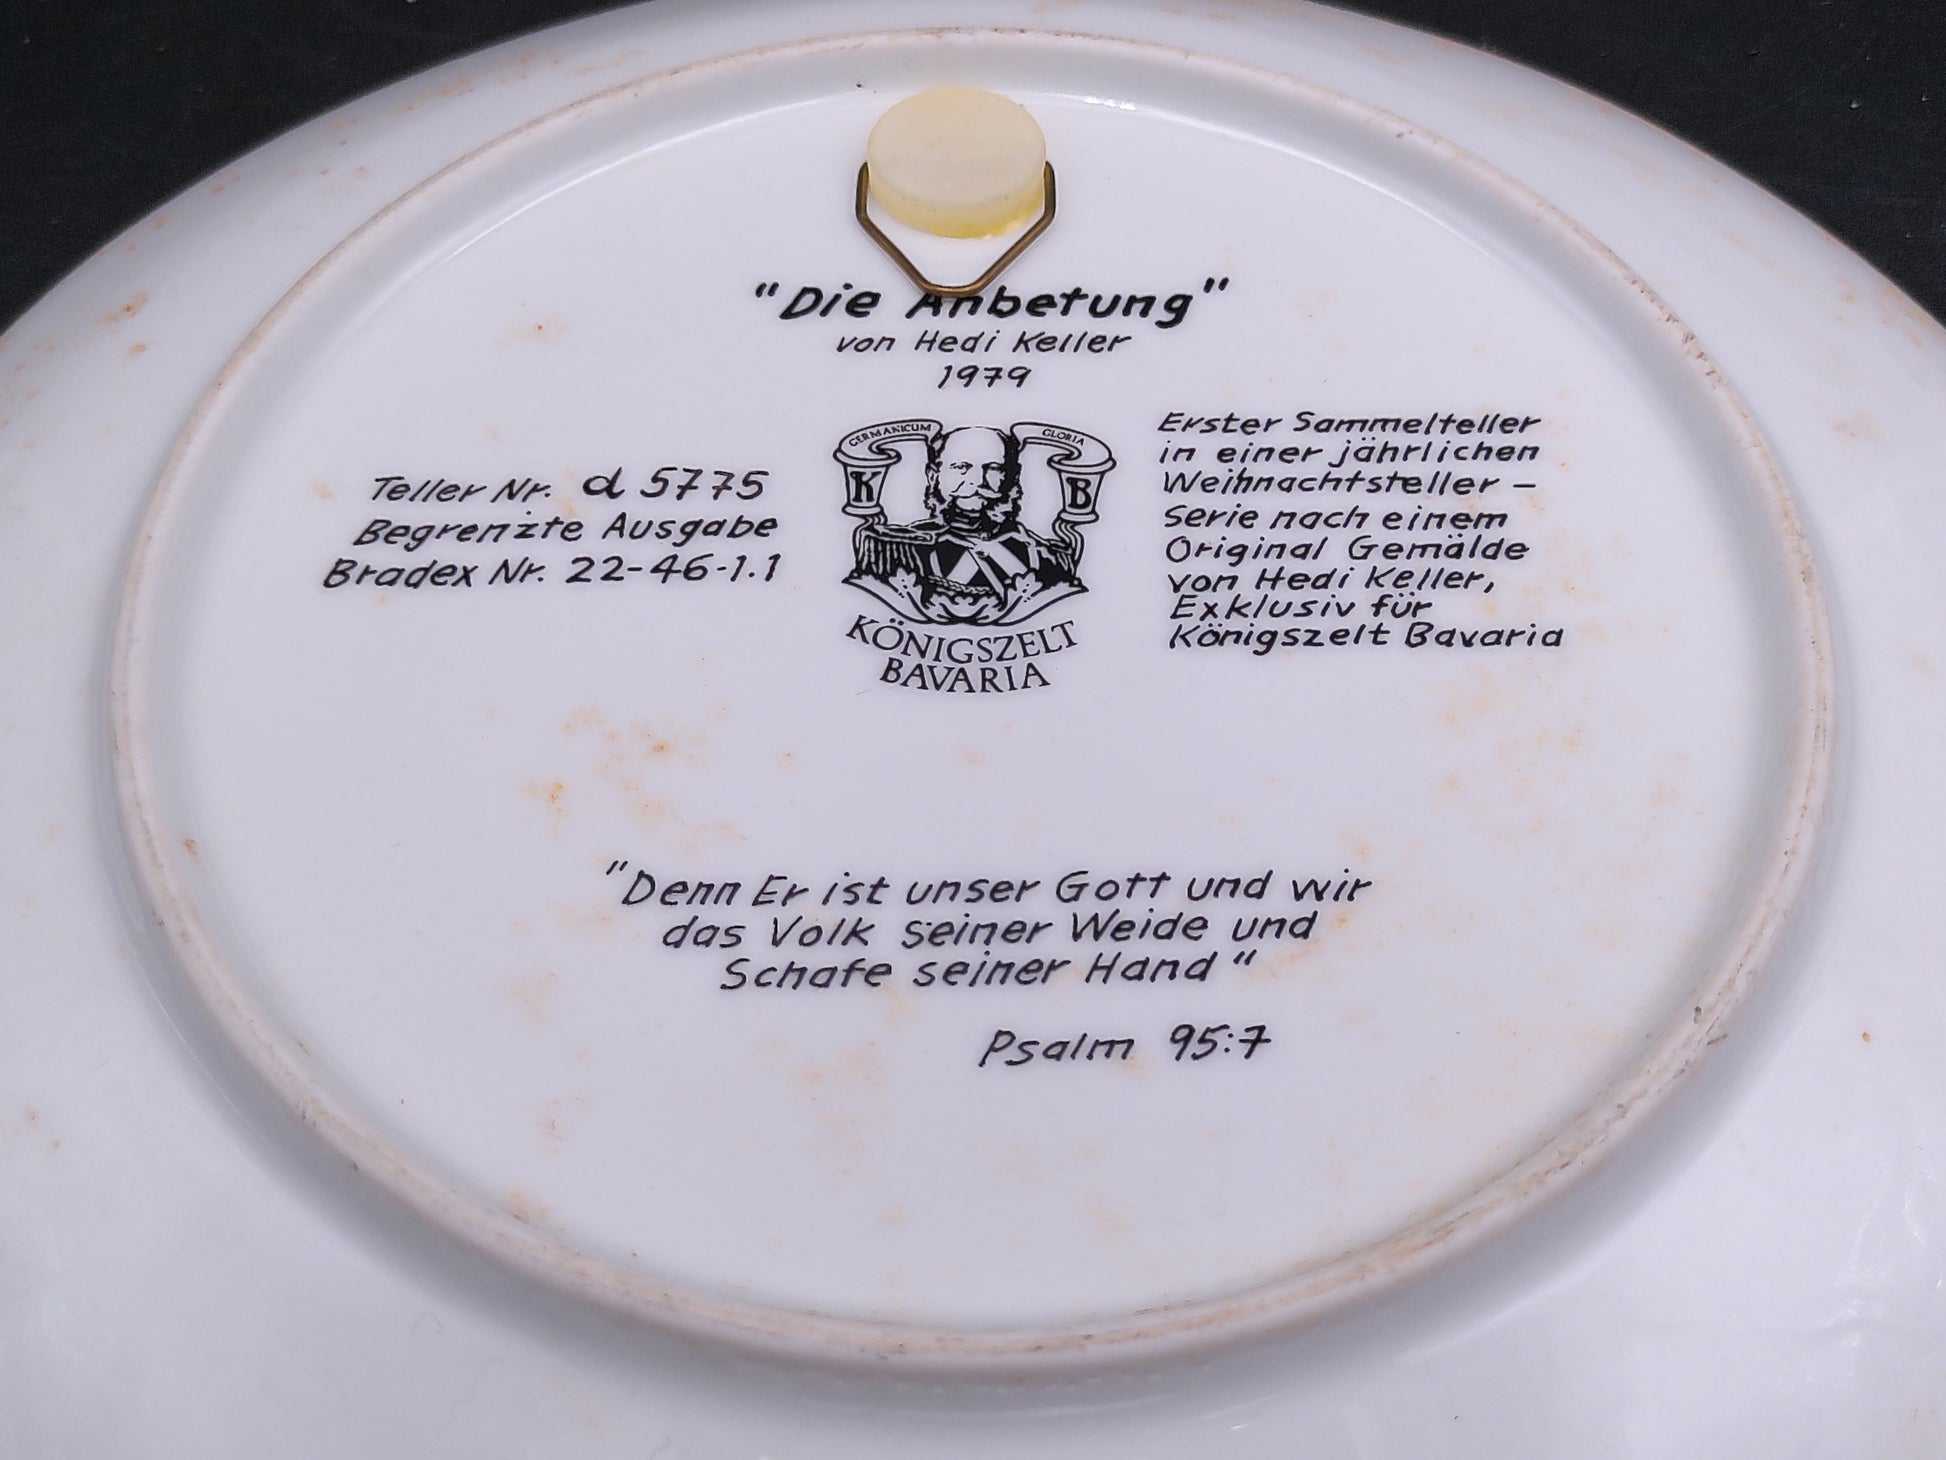 "Die Anbetung"
von Hedi Keller
1979
Teller Nr. d 5775
Begrenzte Ausgabe
Bradex Nr. 22-46-1.1
GERMANICUM
GLORIA
K
B
KÖNIGSZELT
BAVARIA
Erster Sammelteller
in einer jährlichen
Weihnachtsteller –
Serie nach einem
Original Gemälde
von Hedi Keller,
Exklusiv für
Königszelt Bavaria
"Denn Er ist unser Gott und wir
das Volk seiner Weide und
Schafe seiner Hand"
Psalm 95:7